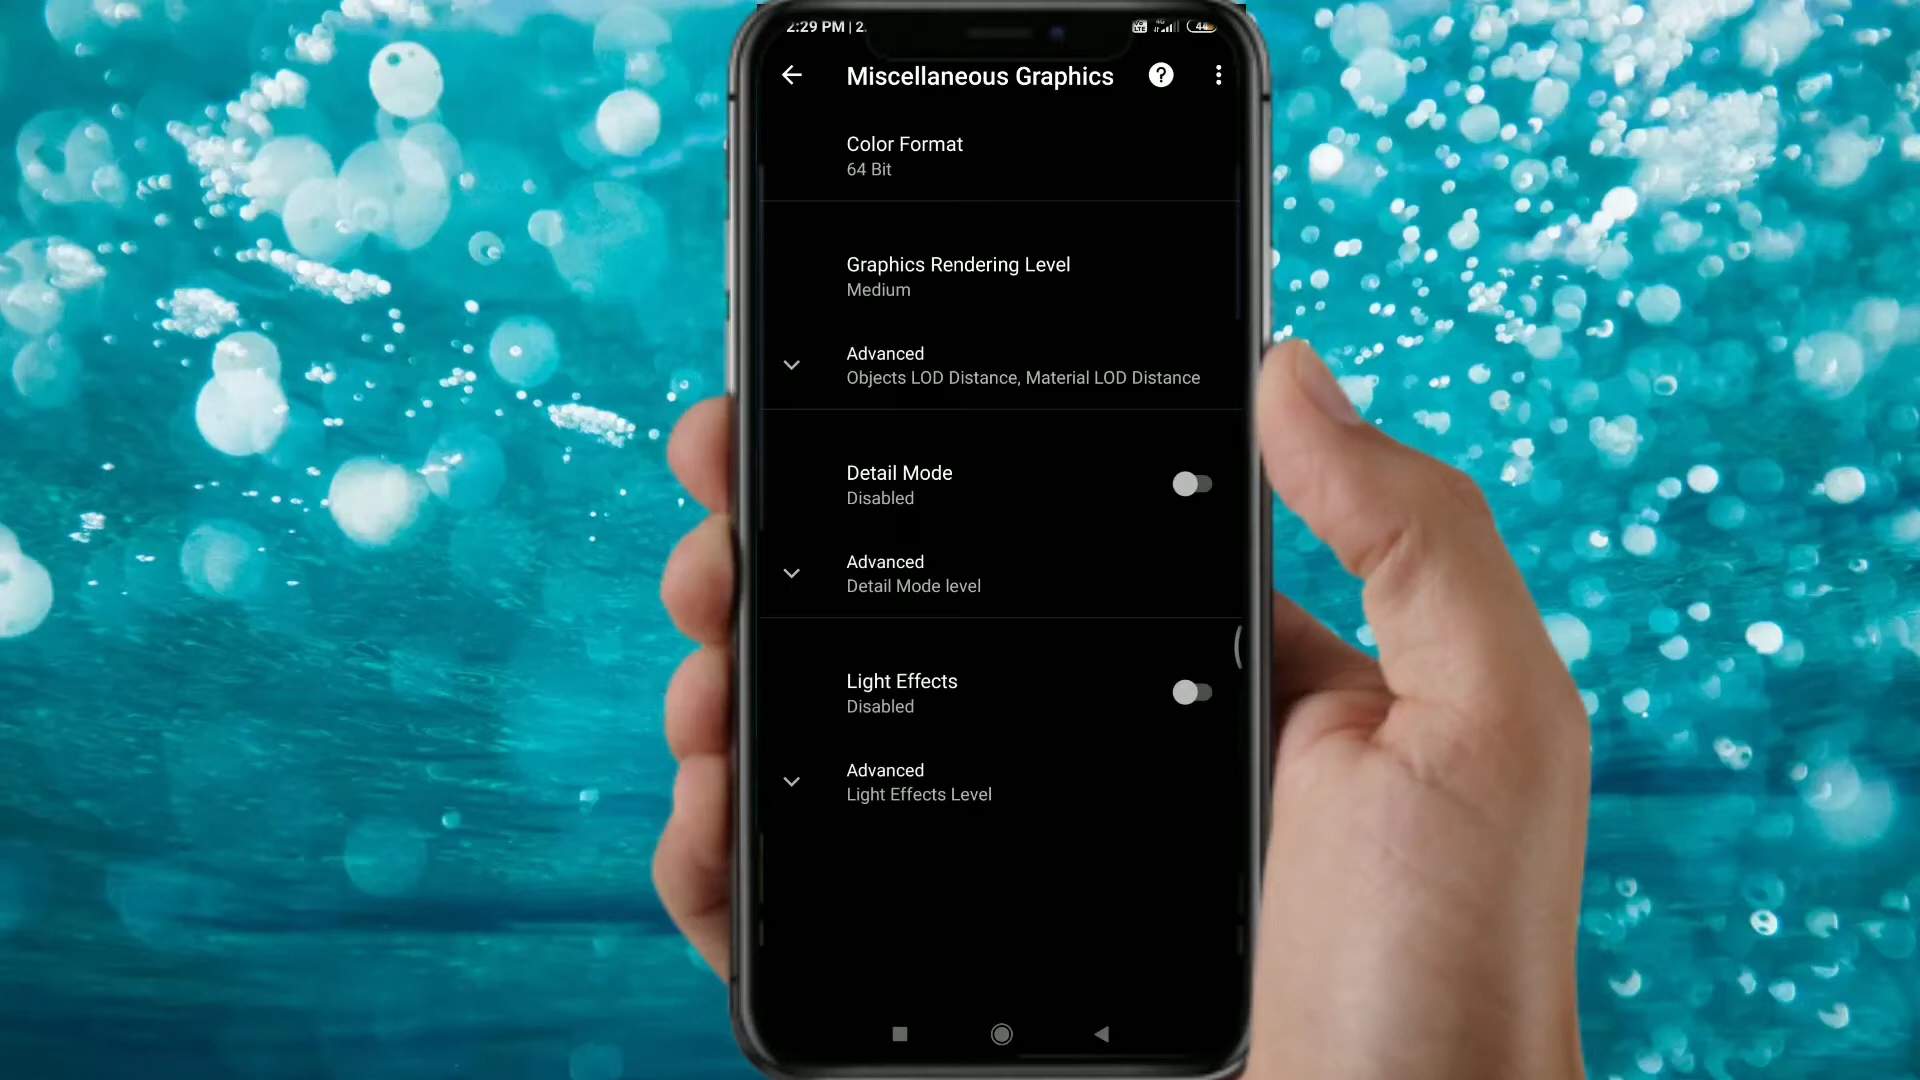 2:29 PM | 2.
44
Miscellaneous Graphics
Color Format
64 Bit
Graphics Rendering Level
Medium
Advanced
Objects LOD Distance, Material LOD Distance
Detail Mode
Disabled
Advanced
Detail Mode level
Light Effects
Disabled
Advanced
Light Effects Level